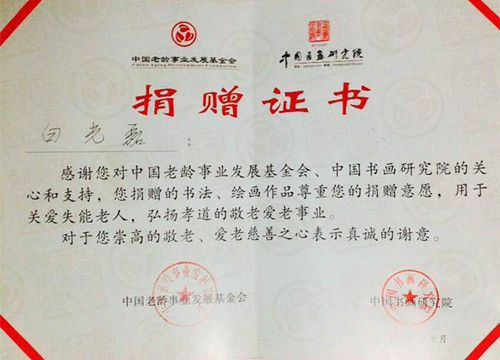 中国老龄事业发展基金会
China Aging Development Foundation
中国书画研究院
捐赠证书
白光磊：
感谢您对中国老龄事业发展基金会、中国书画研究院的关
心和支持，您捐赠的书法、绘画作品尊重您的捐赠意愿，用于
关爱失能老人，弘扬孝道的敬老爱老事业。
对于您崇高的敬老、爱老慈善之心表示真诚的谢意。
中国老龄事业发展基金会
中国书画研究院
七月